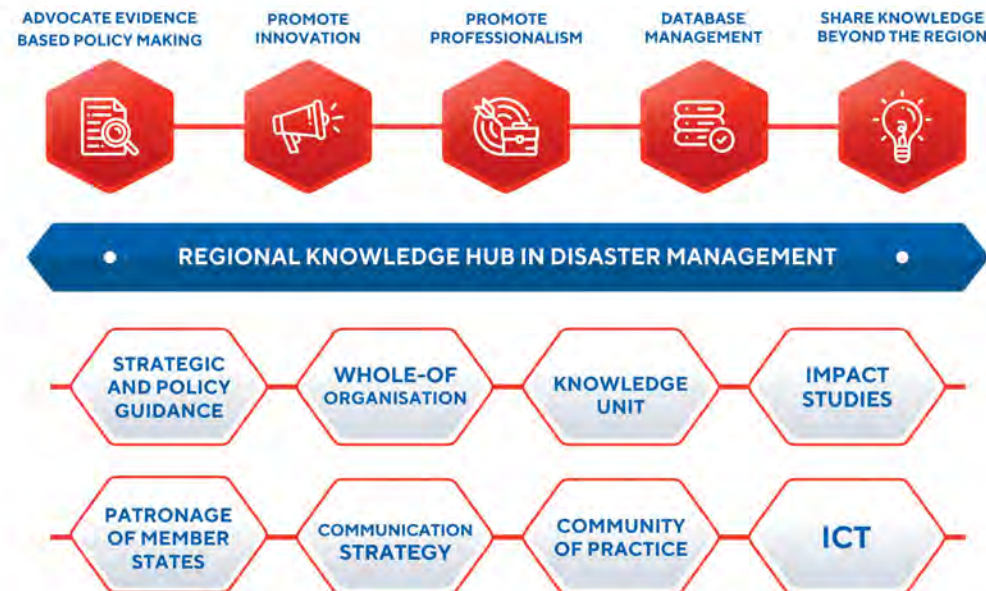 ADVOCATE EVIDENCE
BASED POLICY MAKING
PROMOTE
INNOVATION
PROMOTE
PROFESSIONALISM
DATABASE
MANAGEMENT
SHARE KNOWLEDGE
BEYOND THE REGION
REGIONAL KNOWLEDGE HUB IN DISASTER MANAGEMENT
STRATEGIC
AND POLICY
GUIDANCE
WHOLE-OF
ORGANISATION
KNOWLEDGE
UNIT
IMPACT
STUDIES
PATRONAGE
OF MEMBER
STATES
COMMUNICATION
STRATEGY
COMMUNITY
OF PRACTICE
ICT